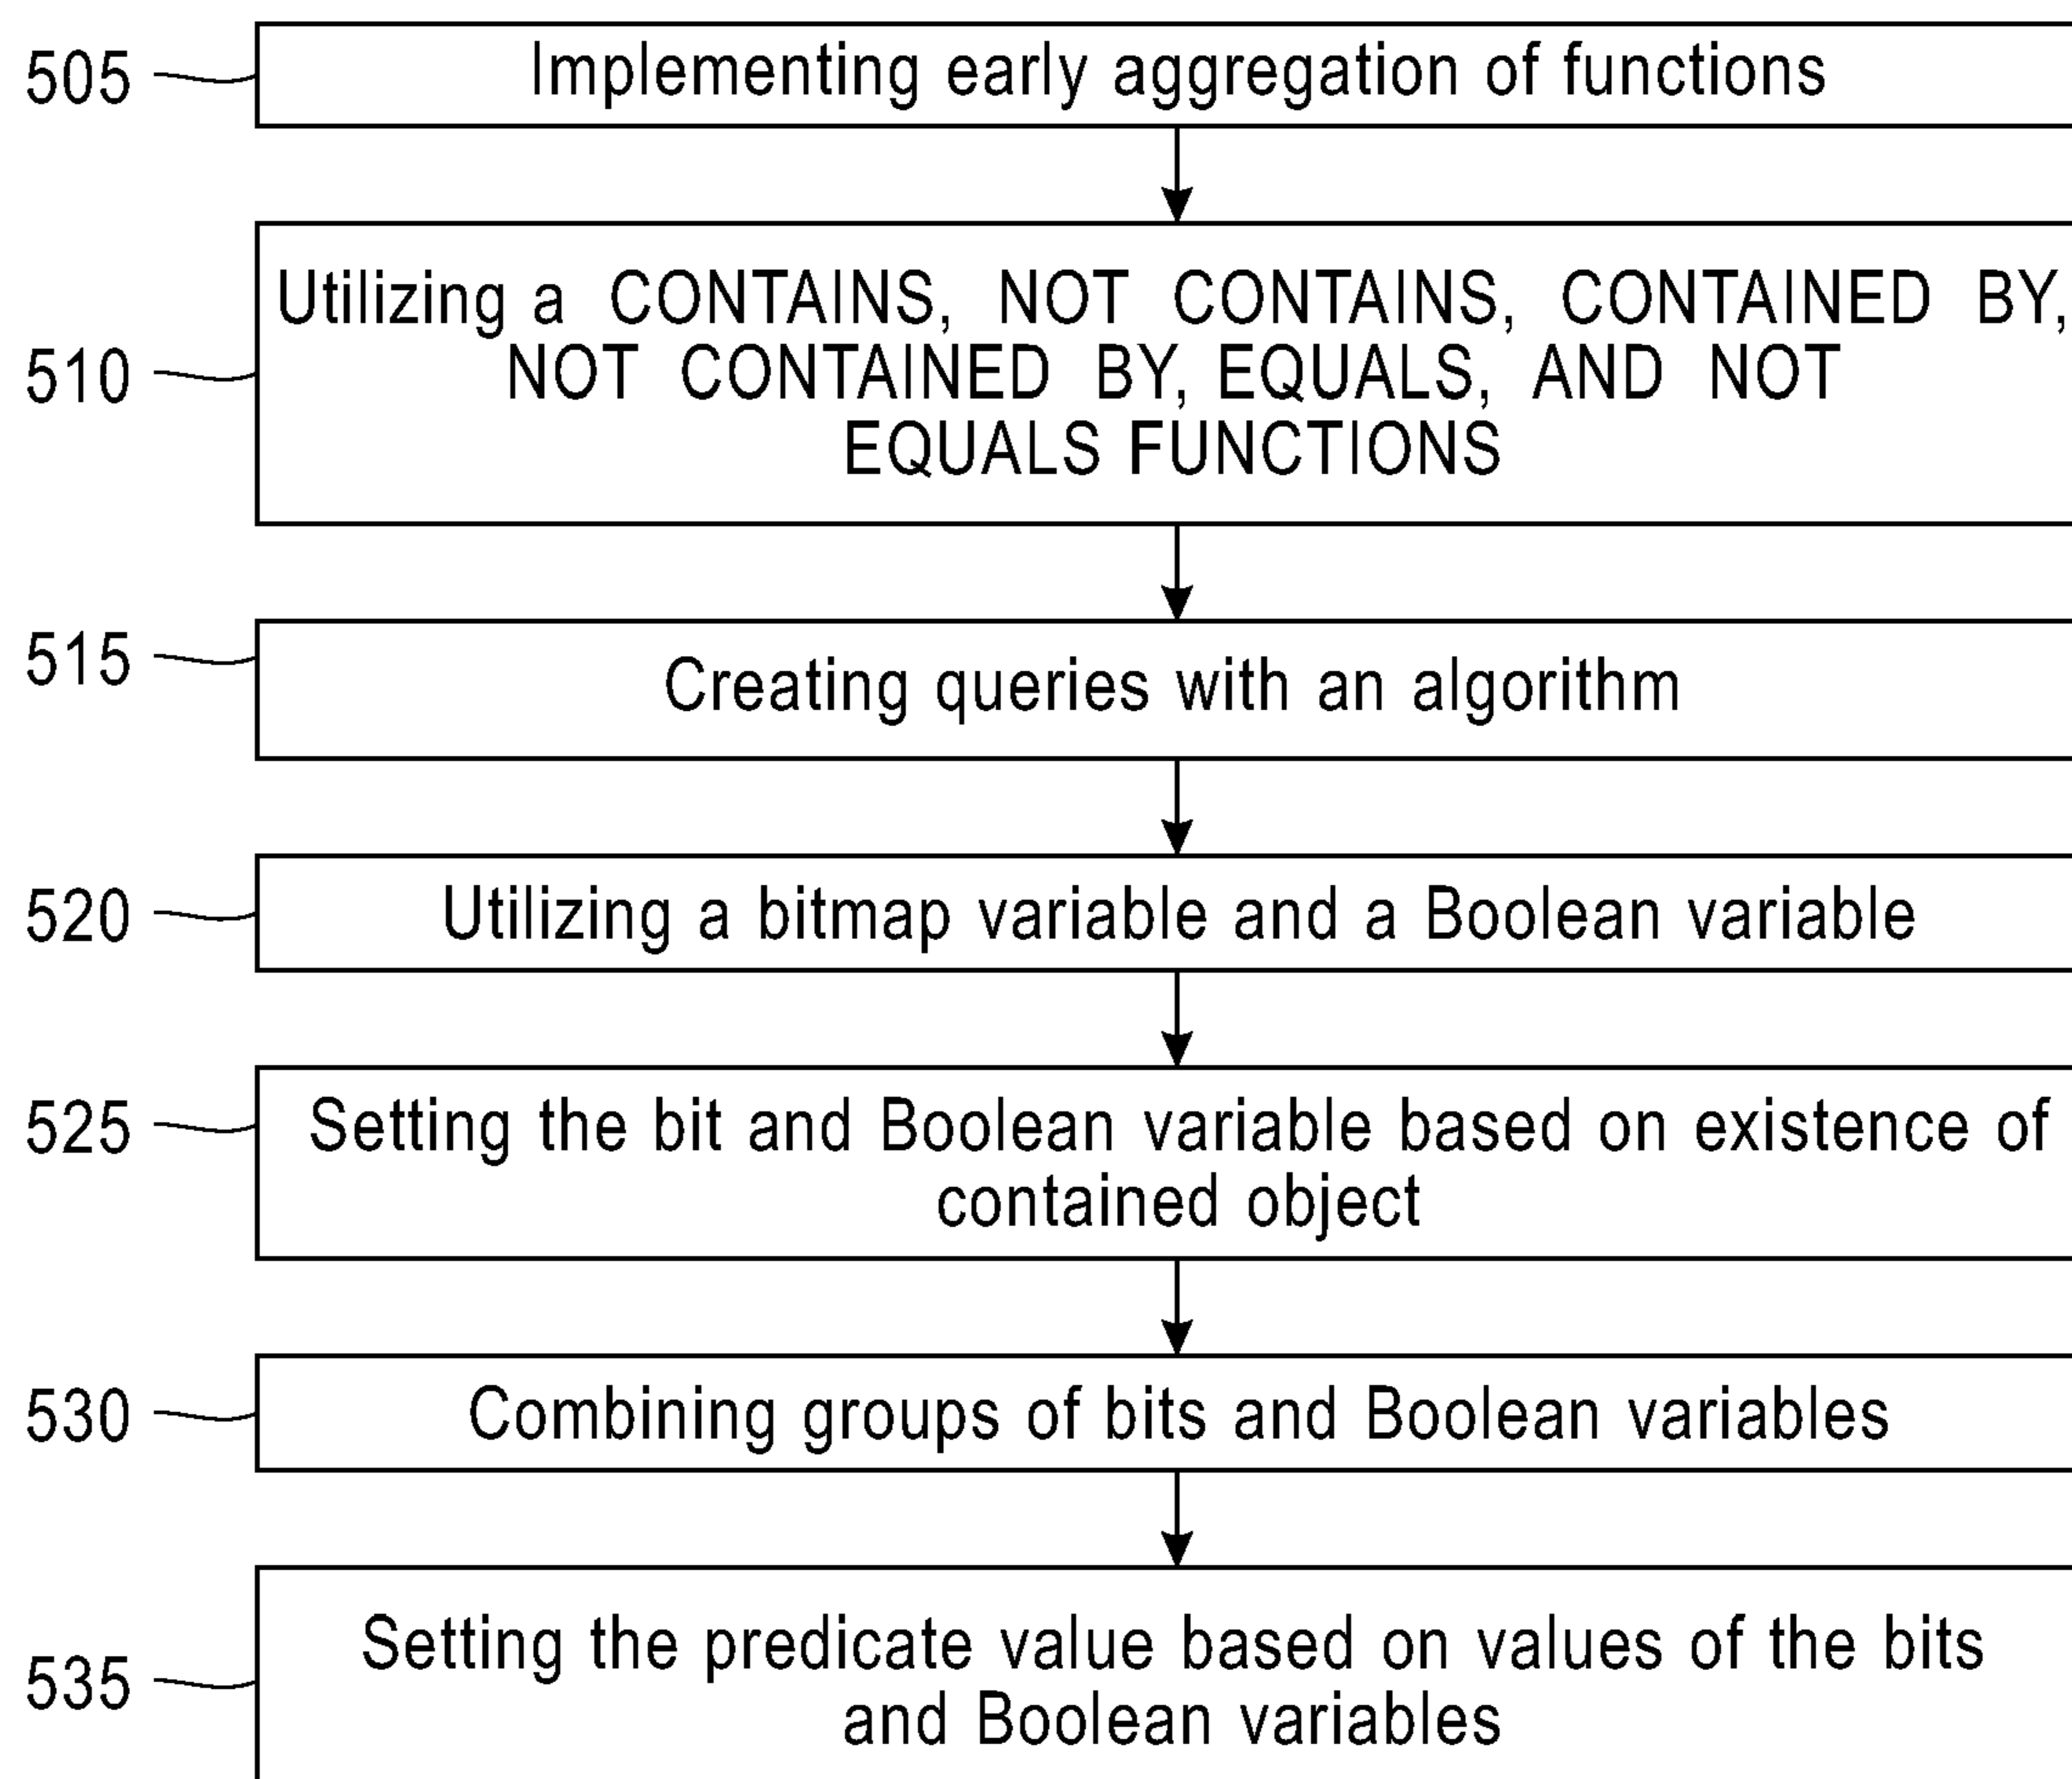 505
Implementing early aggregation of functions
510
Utilizing a CONTAINS, NOT CONTAINS, CONTAINED BY,
NOT CONTAINED BY, EQUALS, AND NOT
EQUALS FUNCTIONS
515
Creating queries with an algorithm
520
Utilizing a bitmap variable and a Boolean variable
525
Setting the bit and Boolean variable based on existence of
contained object
530
Combining groups of bits and Boolean variables
535
Setting the predicate value based on values of the bits
and Boolean variables